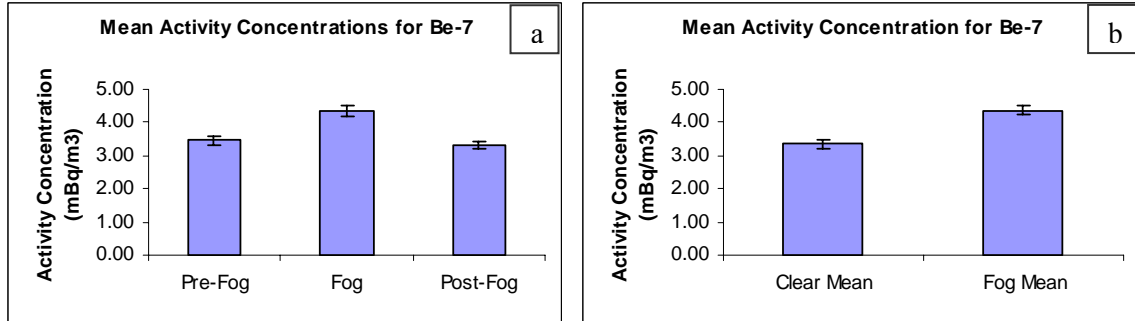 Mean Activity Concentrations for Be-7
a
Activity Concentration
(mBq/m3)
5.00
4.00
3.00
2.00
1.00
0.00
Pre-Fog
Fog
Post-Fog
Mean Activity Concentration for Be-7
b
Activity Concentration
(mBq/m3)
5.00
4.00
3.00
2.00
1.00
0.00
Clear Mean
Fog Mean